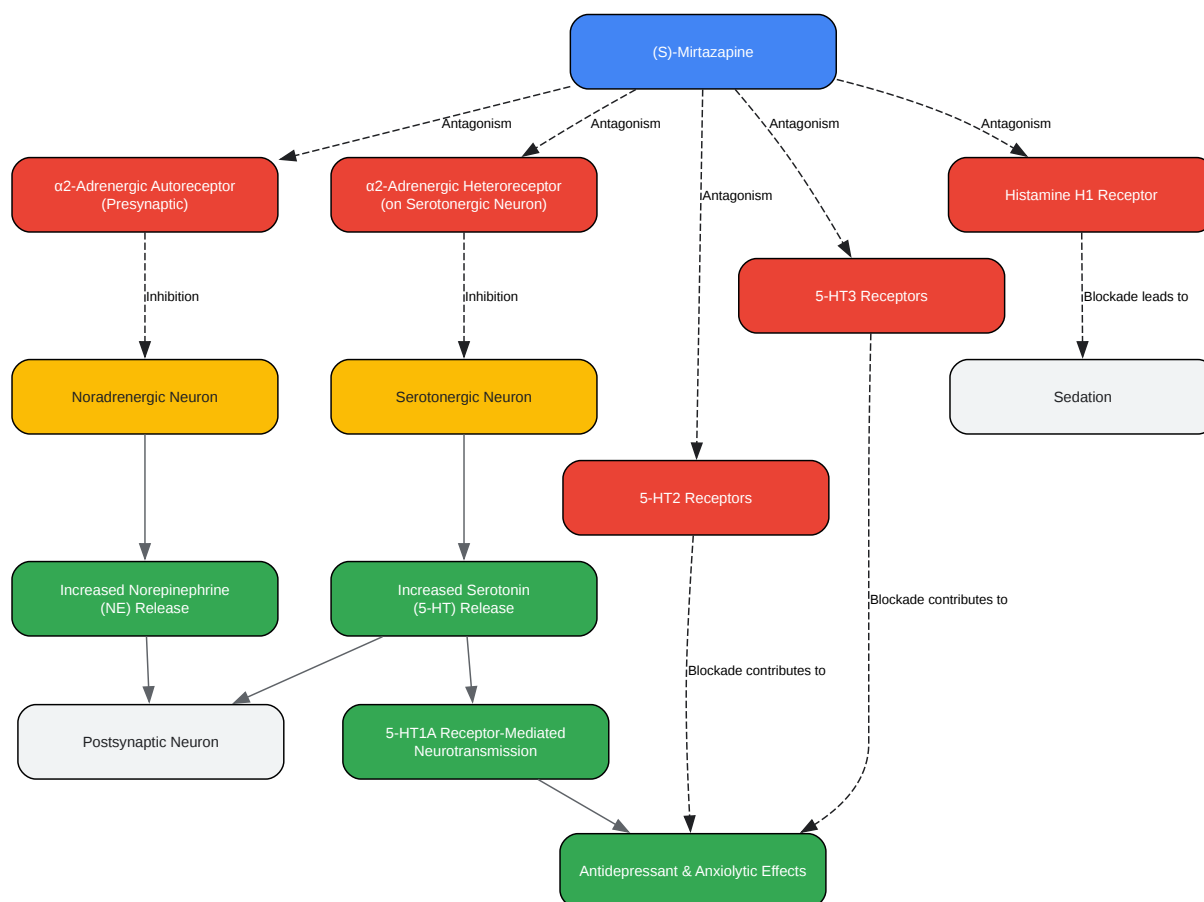 (S)-Mirtazapine
Antagonism
Antagonism
Antagonism
Antagonism
Antagonism
α2-Adrenergic Autoreceptor
(Presynaptic)
α2-Adrenergic Heteroreceptor
(on Serotonergic Neuron)
Histamine H1 Receptor
5-HT3 Receptors
Inhibition
Inhibition
Blockade leads to
Noradrenergic Neuron
Serotonergic Neuron
Sedation
5-HT2 Receptors
Increased Norepinephrine
(NE) Release
Increased Serotonin
(5-HT) Release
Blockade contributes to
Blockade contributes to
Postsynaptic Neuron
5-HT1A Receptor-Mediated
Neurotransmission
Antidepressant & Anxiolytic Effects